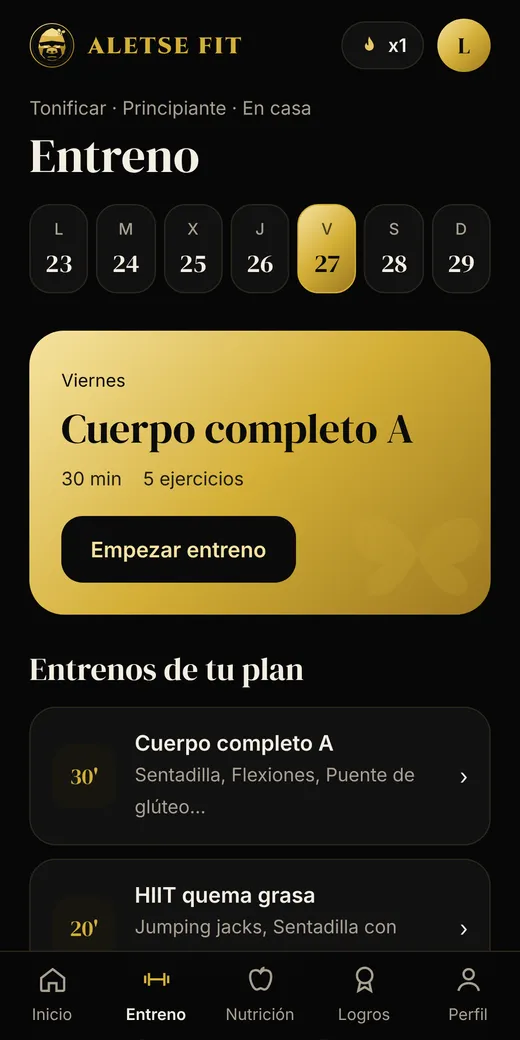 ALETSE FIT
x1
L
Tonificar · Principiante · En casa
Entreno
L M X J V S D
23 24 25 26 27 28 29
Viernes
Cuerpo completo A
30 min 5 ejercicios
Empezar entreno
Entrenos de tu plan
30'
Cuerpo completo A
Sentadilla, Flexiones, Puente de
glúteo...
›
20'
HIIT quema grasa
Jumping jacks, Sentadilla con
›
Inicio Entreno Nutrición Logros Perfil